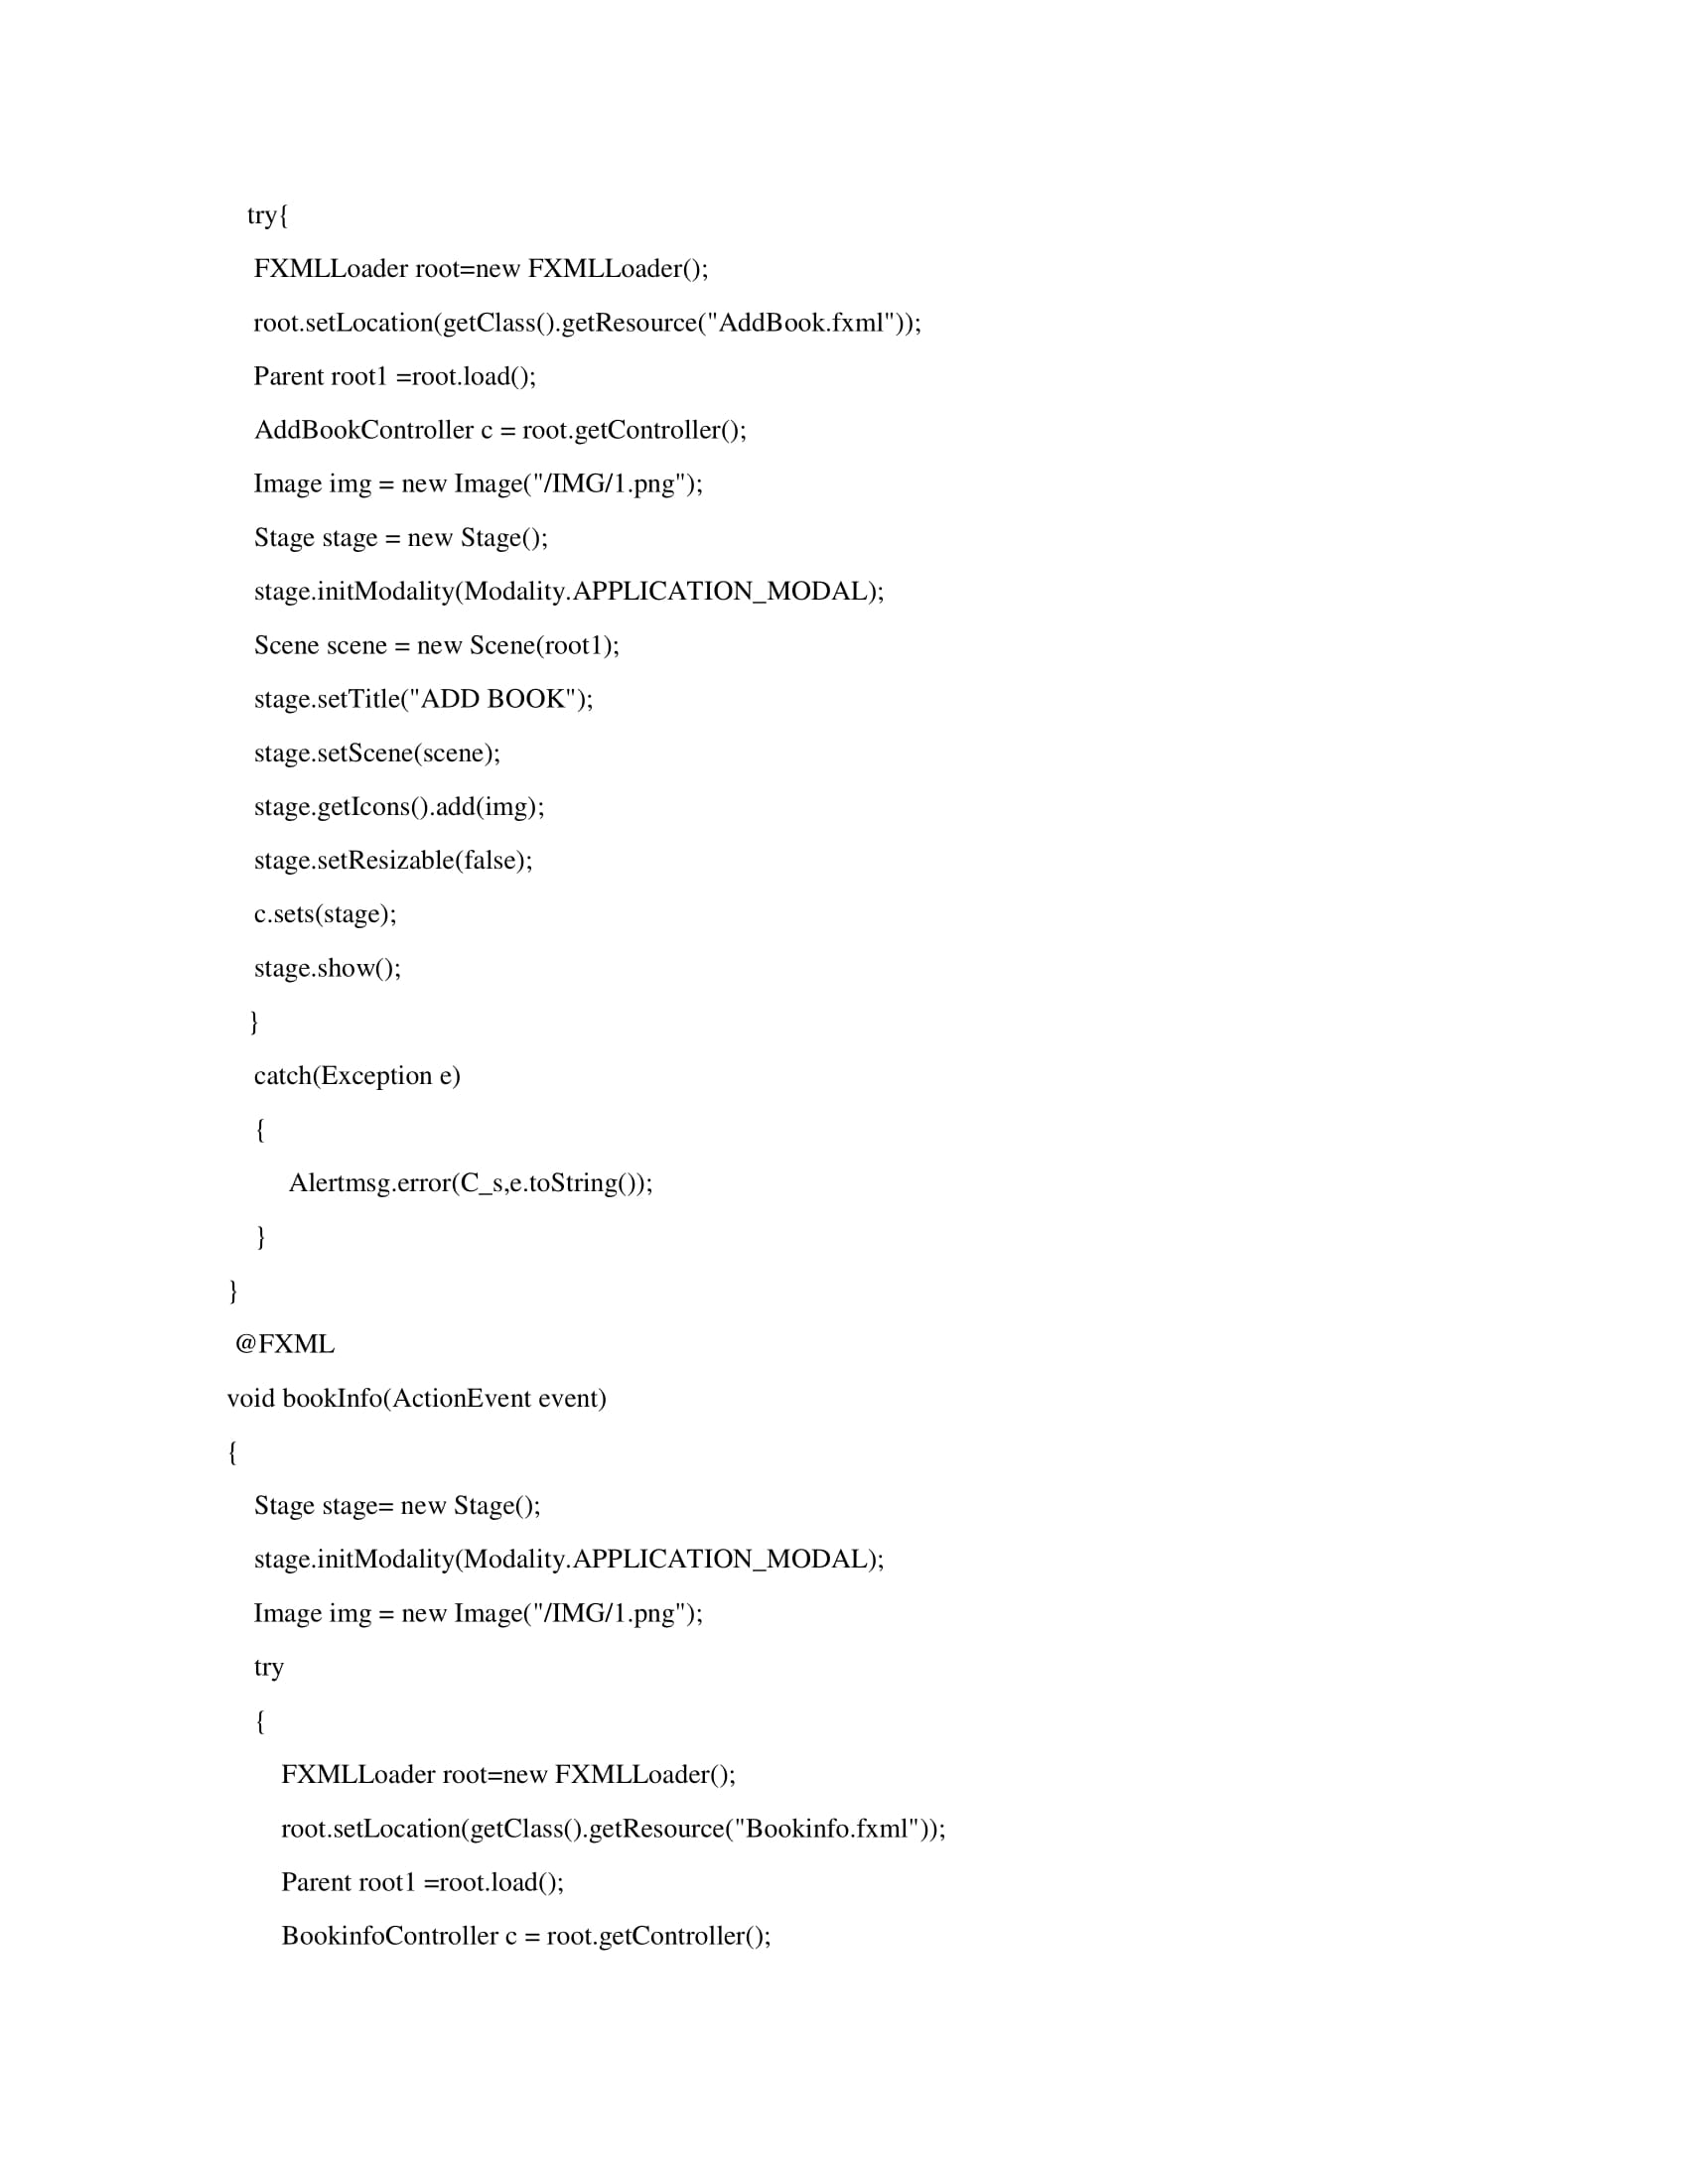 try{
FXMLLoader root=new FXMLLoader();
root.setLocation(getClass().getResource("AddBook.fxml"));
Parent root1 =root.load();
AddBookController c = root.getController();
Image img = new Image("/IMG/1.png");
Stage stage = new Stage();
stage.initModality(Modality.APPLICATION_MODAL);
Scene scene = new Scene(root1);
stage.setTitle("ADD BOOK");
stage.setScene(scene);
stage.getIcons().add(img);
stage.setResizable(false);
c.sets(stage);
stage.show();
}
catch(Exception e)
{
Alertmsg.error(C_s,e.toString());
}
}
@FXML
void bookInfo(ActionEvent event)
{
Stage stage= new Stage();
stage.initModality(Modality.APPLICATION_MODAL);
Image img = new Image("/IMG/1.png");
try
{
FXMLLoader root=new FXMLLoader();
root.setLocation(getClass().getResource("Bookinfo.fxml"));
Parent root1 =root.load();
BookinfoController c = root.getController();